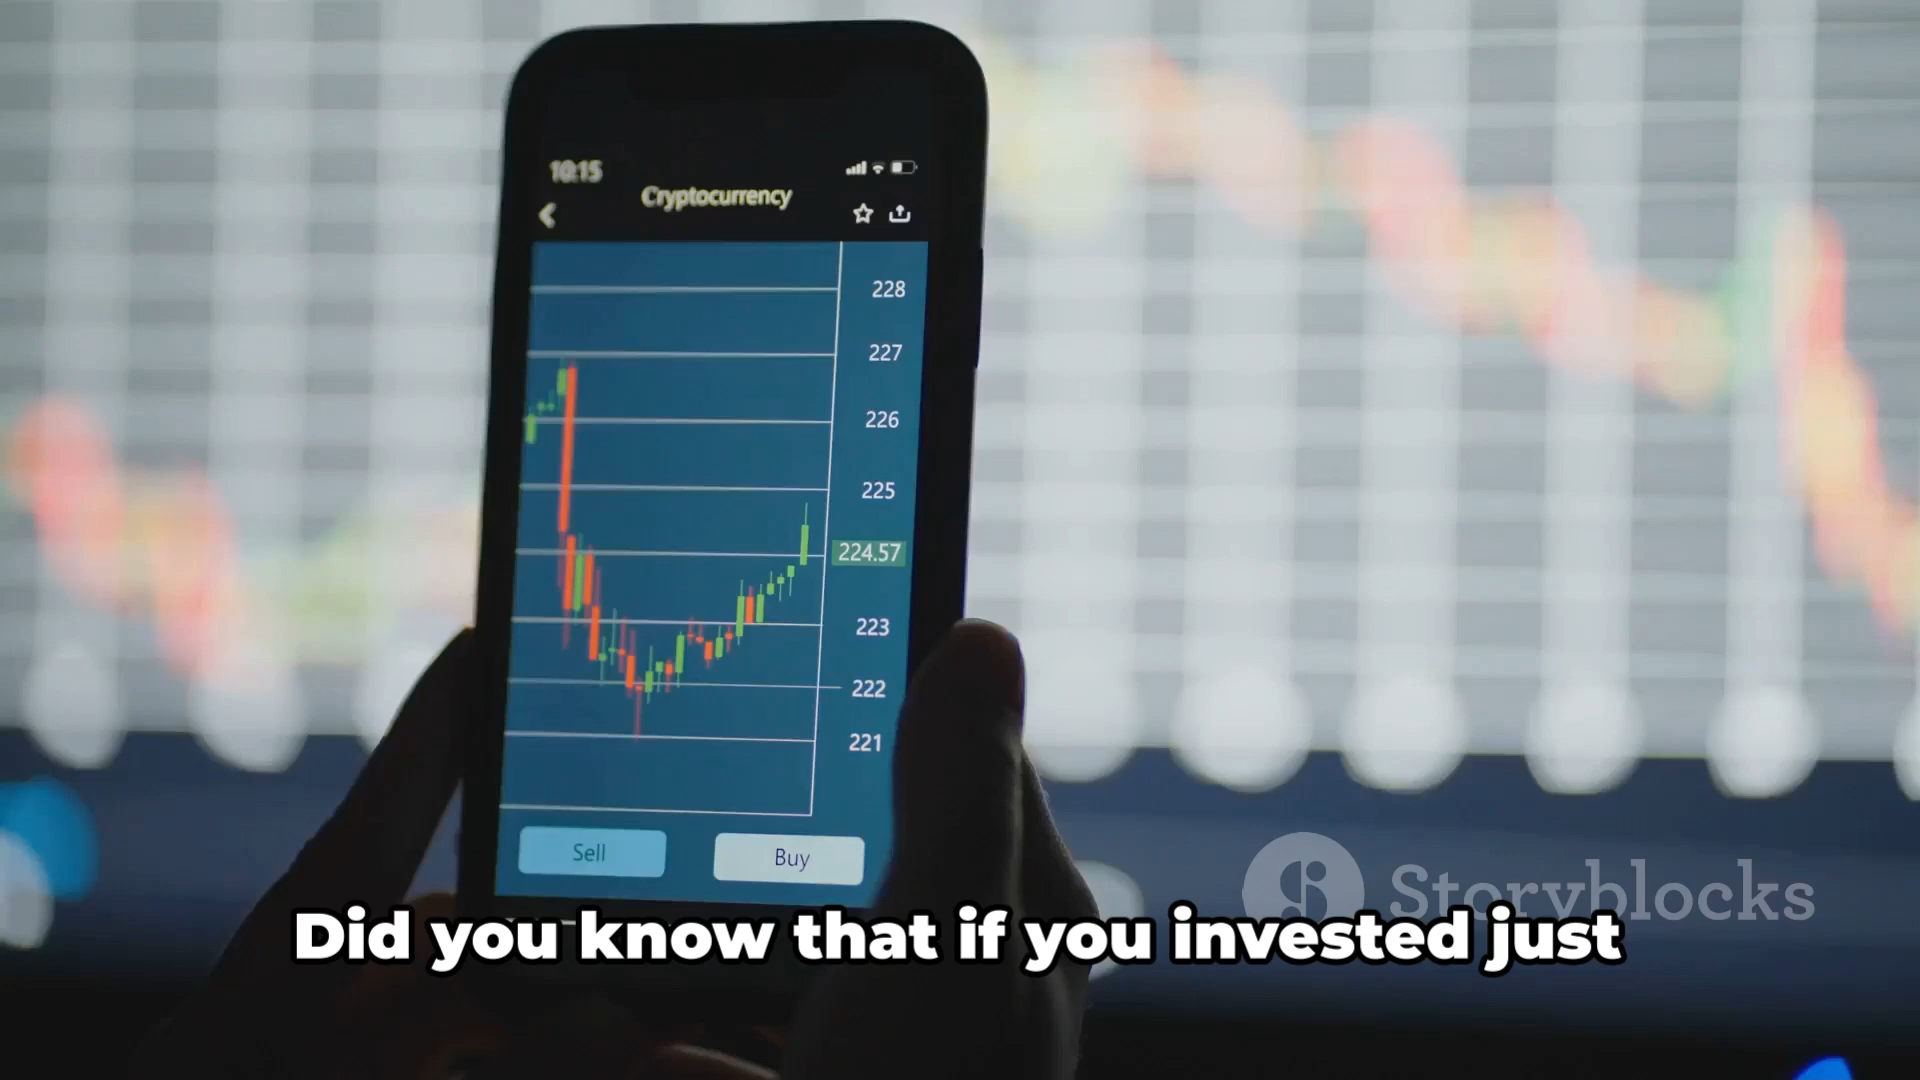 10:15
Cryptocurrency
228
227
226
225
224.57
223
222
221
Sell
Buy
Storyblocks
Did you know that if you invested just